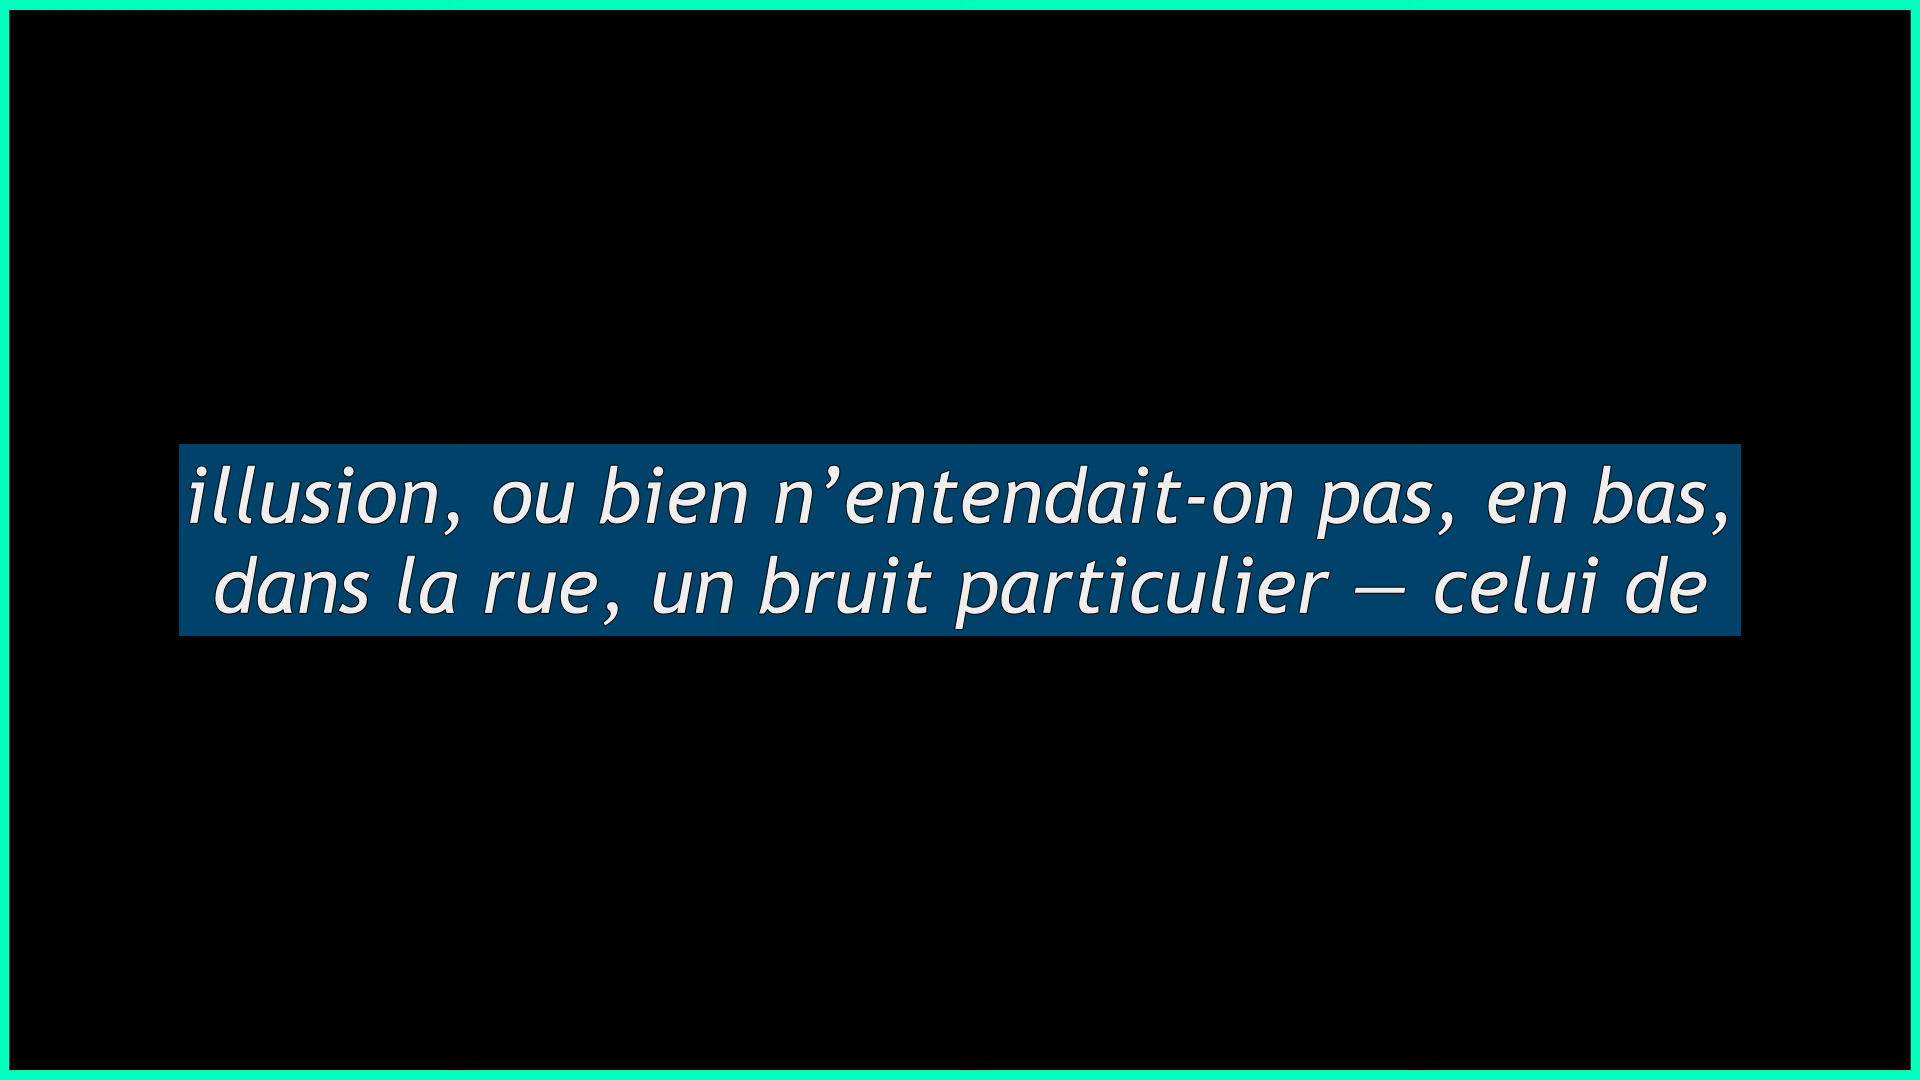 illusion, ou bien n’entendait-on pas, en bas,
dans la rue, un bruit particulier — celui de